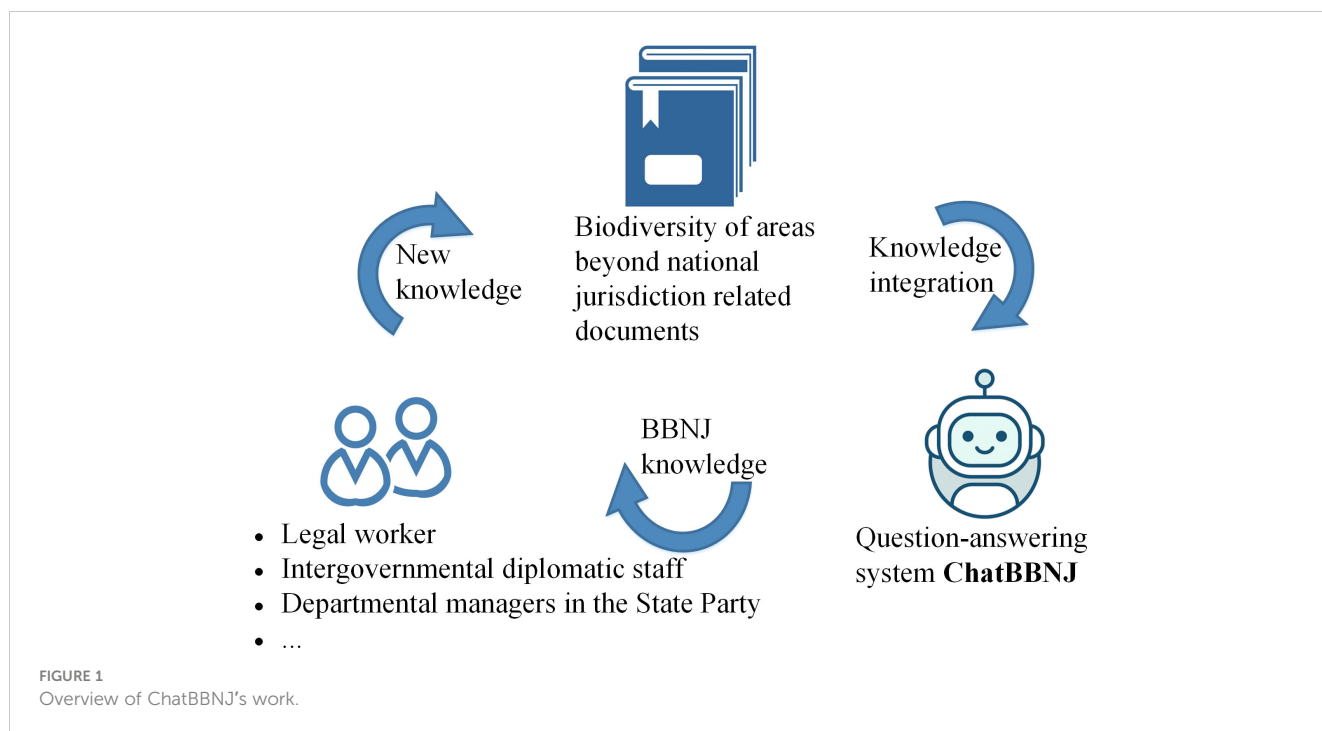 New
knowledge
Biodiversity of areas
beyond national
jurisdiction related
documents
Knowledge
integration
BBNJ
knowledge
• Legal worker
• Intergovernmental diplomatic staff
• Departmental managers in the State Party
• ...
Question-answering
system ChatBBNJ
FIGURE 1
Overview of ChatBBNJ's work.